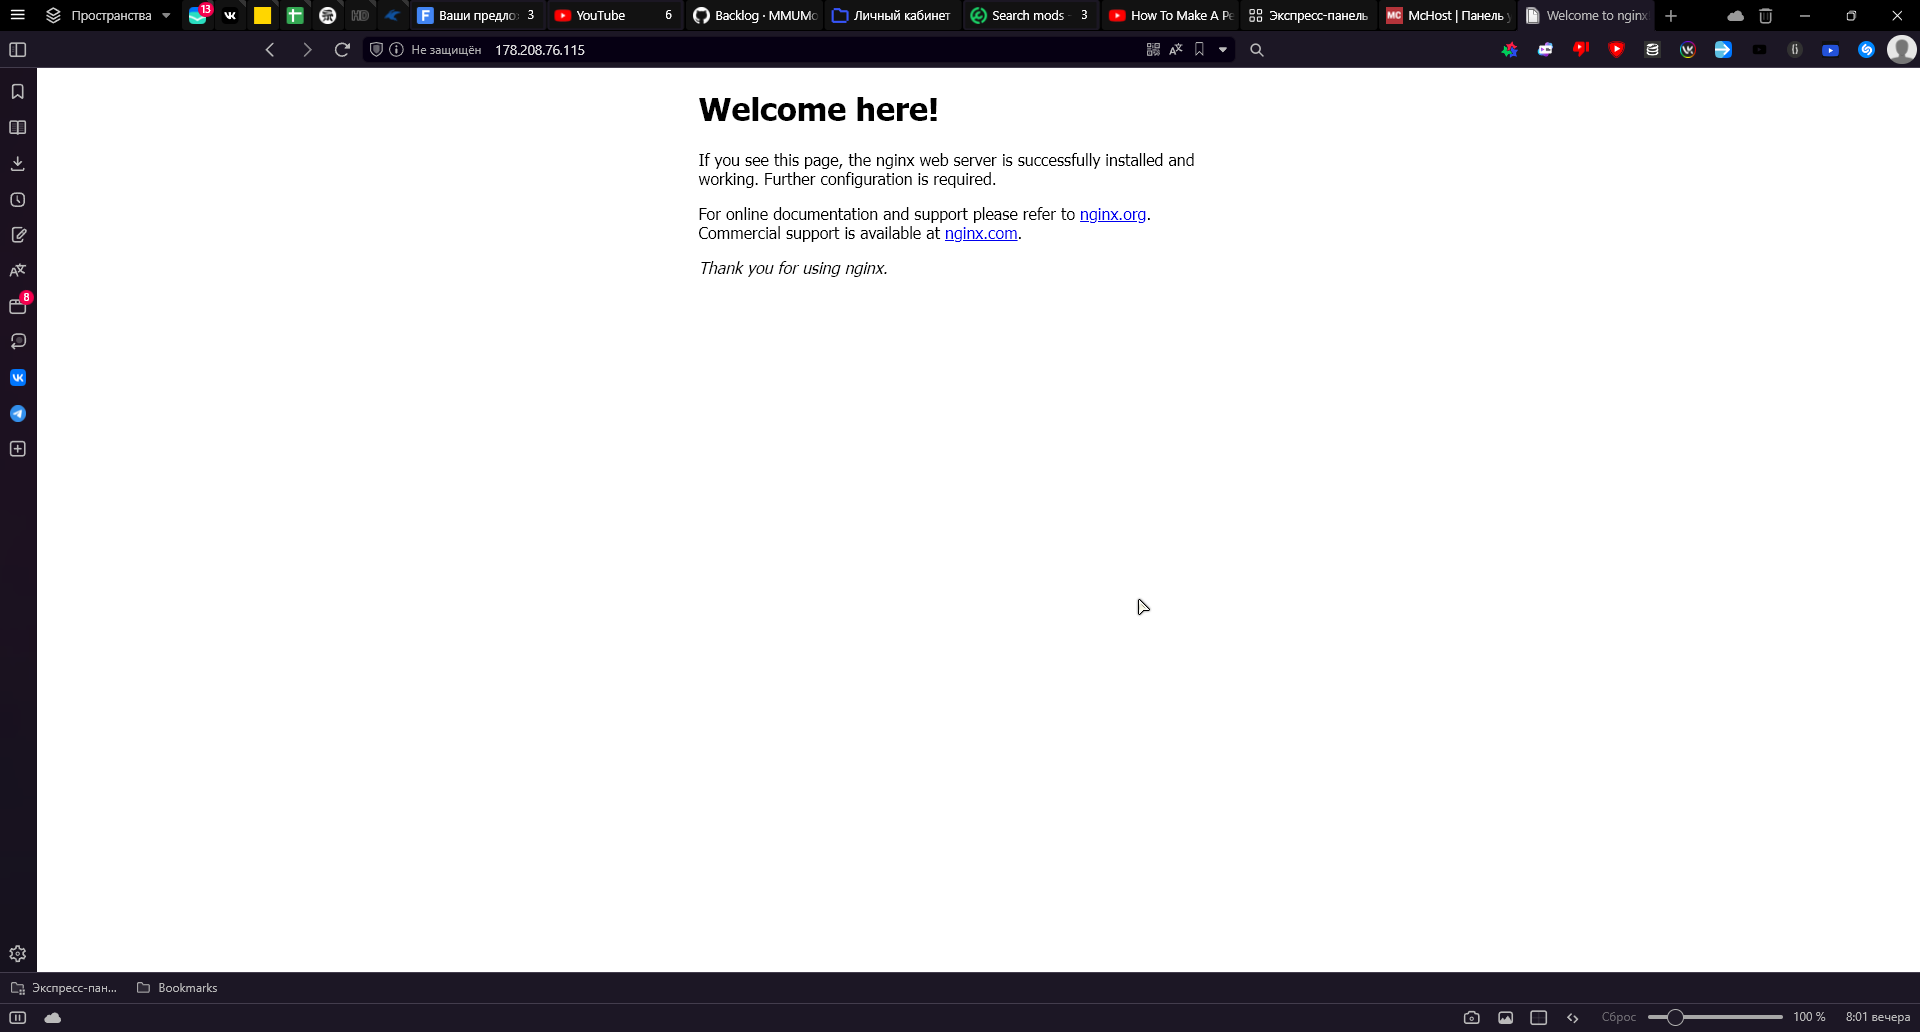 Пространства
13
Ваши предло
3
YouTube
6
Backlog · MMUMo
Личный кабинет
Search mods -
3
How To Make A Pe
Экспресс-панель
MC
McHost | Панель у
Welcome to nginx
Не защищён
178.208.76.115
Welcome here!
If you see this page, the nginx web server is successfully installed and
working. Further configuration is required.
For online documentation and support please refer to nginx.org.
Commercial support is available at nginx.com.
Thank you for using nginx.
8
Экспресс-пан...
Bookmarks
Сброс
100 %
8:01 вечера